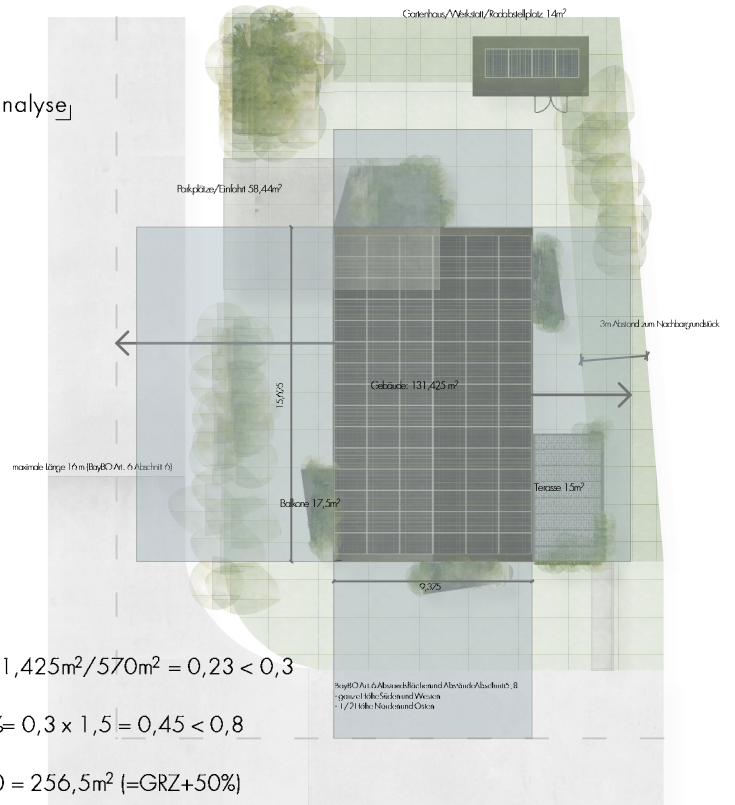 Gartenhaus/Werkstatt/Radabstellplatz 14m²
nalyse
Parkplätze/Einfahrt 58,44m²
3m Abstand zum Nachbargrundstück
Gebäude: 131,425 m²
15,625
maximale Länge 16 m (BayBO Art. 6 Abschnitt 6)
Terrasse 15m²
Balkone 17,5m²
9,375
1,425m²/570m² = 0,23 < 0,3
BayBO Art. 6 Abstandsflächen und Abstände Abschnitt 5, 8
- ganze Höhe Süden und Westen
- 1/2 Höhe Norden und Osten
%= 0,3 x 1,5 = 0,45 < 0,8
0 = 256,5m² (=GRZ+50%)